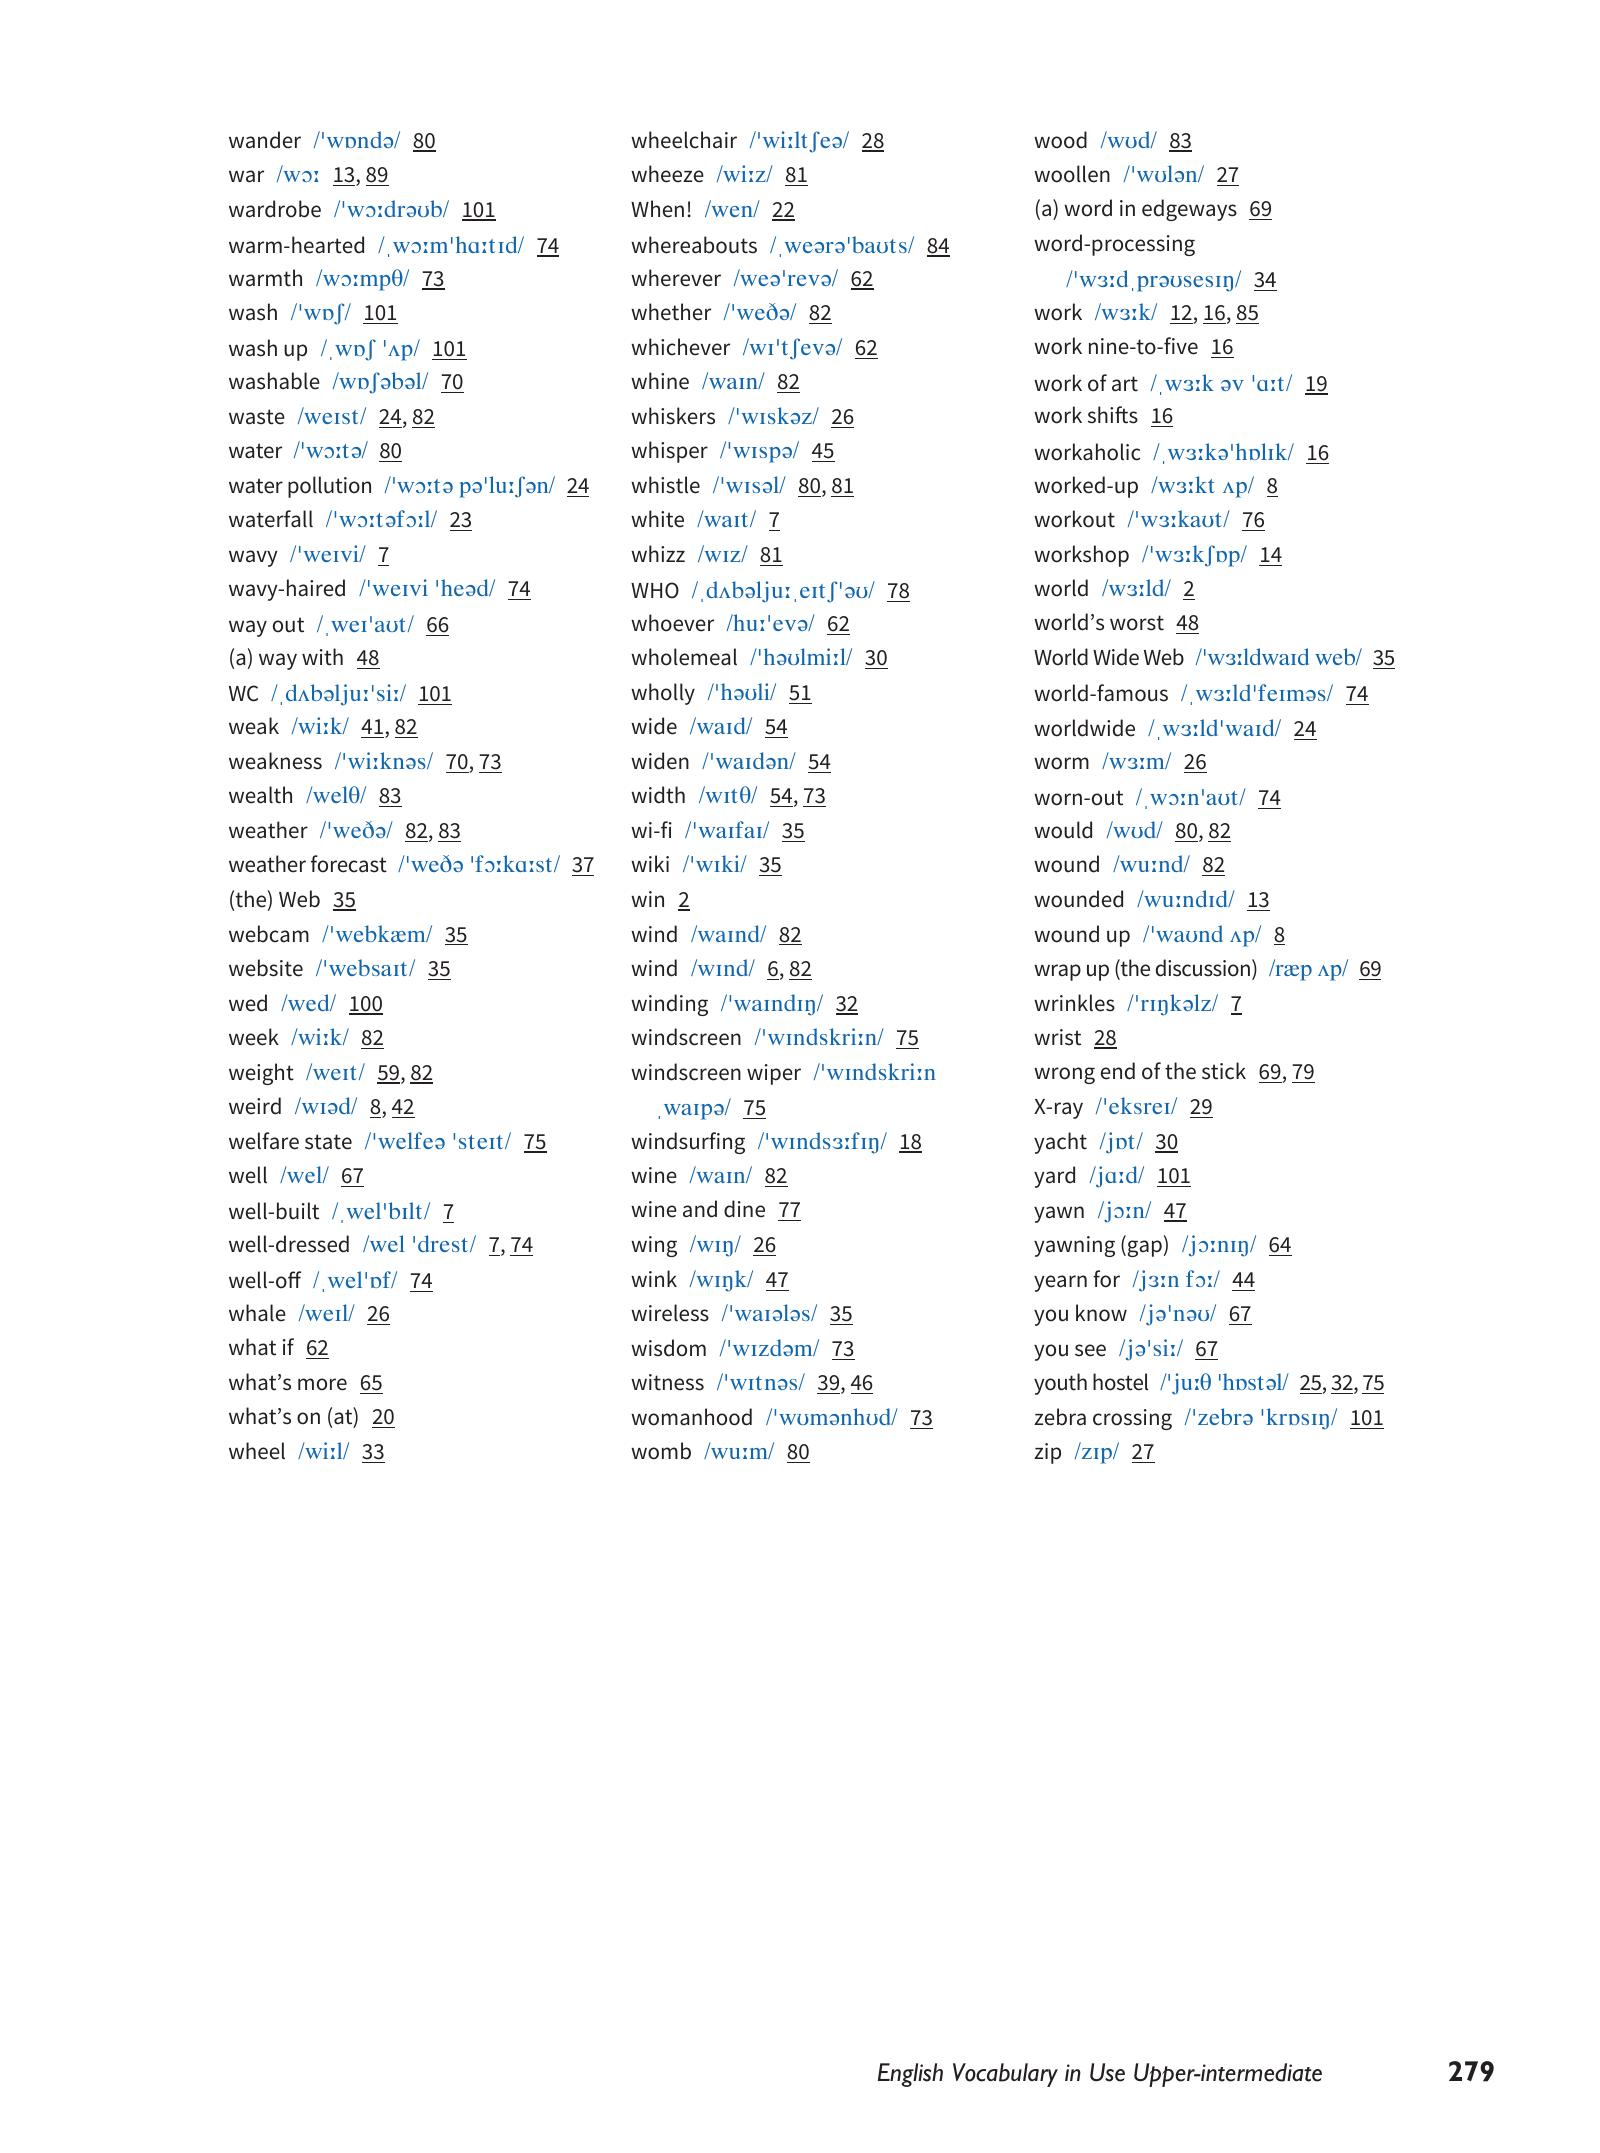 wander /ˈwɒndə/ 80
war /wɔː 13, 89
wardrobe /ˈwɔːdrəʊb/ 101
warm-hearted /ˌwɔːmˈhɑːtɪd/ 74
warmth /wɔːmpθ/ 73
wash /ˈwɒʃ/ 101
wash up /ˌwɒʃ ˈʌp/ 101
washable /wɒʃəbəl/ 70
waste /weɪst/ 24, 82
water /ˈwɔːtə/ 80
water pollution /ˈwɔːtə pəˈluːʃən/ 24
waterfall /ˈwɔːtəfɔːl/ 23
wavy /ˈweɪvi/ 7
wavy-haired /ˈweɪvi ˈheəd/ 74
way out /ˌweɪˈaʊt/ 66
(a) way with 48
WC /ˌdʌbəljuːˈsiː/ 101
weak /wiːk/ 41, 82
weakness /ˈwiːknəs/ 70, 73
wealth /welθ/ 83
weather /ˈweðə/ 82, 83
weather forecast /ˈweðə ˈfɔːkɑːst/ 37
(the) Web 35
webcam /ˈwebkæm/ 35
website /ˈwebsaɪt/ 35
wed /wed/ 100
week /wiːk/ 82
weight /weɪt/ 59, 82
weird /wɪəd/ 8, 42
welfare state /ˈwelfeə ˈsteɪt/ 75
well /wel/ 67
well-built /ˌwelˈbɪlt/ 7
well-dressed /wel ˈdrest/ 7, 74
well-off /ˌwelˈɒf/ 74
whale /weɪl/ 26
what if 62
what’s more 65
what’s on (at) 20
wheel /wiːl/ 33
wheelchair /ˈwiːltʃeə/ 28
wheeze /wiːz/ 81
When! /wen/ 22
whereabouts /ˌweərəˈbaʊts/ 84
wherever /weəˈrevə/ 62
whether /ˈweðə/ 82
whichever /wɪˈtʃevə/ 62
whine /waɪn/ 82
whiskers /ˈwɪskəz/ 26
whisper /ˈwɪspə/ 45
whistle /ˈwɪsəl/ 80, 81
white /waɪt/ 7
whizz /wɪz/ 81
WHO /ˌdʌbəljuːˌeɪtʃˈəʊ/ 78
whoever /huːˈevə/ 62
wholemeal /ˈhəʊlmiːl/ 30
wholly /ˈhəʊli/ 51
wide /waɪd/ 54
widen /ˈwaɪdən/ 54
width /wɪtθ/ 54, 73
wi-fi /ˈwaɪfaɪ/ 35
wiki /ˈwɪki/ 35
win 2
wind /waɪnd/ 82
wind /wɪnd/ 6, 82
winding /ˈwaɪndɪŋ/ 32
windscreen /ˈwɪndskriːn/ 75
windscreen wiper /ˈwɪndskriːn
ˌwaɪpə/ 75
windsurfing /ˈwɪndsɜːfɪŋ/ 18
wine /waɪn/ 82
wine and dine 77
wing /wɪŋ/ 26
wink /wɪŋk/ 47
wireless /ˈwaɪələs/ 35
wisdom /ˈwɪzdəm/ 73
witness /ˈwɪtnəs/ 39, 46
womanhood /ˈwʊmənhʊd/ 73
womb /wuːm/ 80
wood /wʊd/ 83
woollen /ˈwʊlən/ 27
(a) word in edgeways 69
word-processing
/ˈwɜːdˌprəʊsesɪŋ/ 34
work /wɜːk/ 12, 16, 85
work nine-to-five 16
work of art /ˌwɜːk əv ˈɑːt/ 19
work shifts 16
workaholic /ˌwɜːkəˈhɒlɪk/ 16
worked-up /wɜːkt ʌp/ 8
workout /ˈwɜːkaʊt/ 76
workshop /ˈwɜːkʃɒp/ 14
world /wɜːld/ 2
world’s worst 48
World Wide Web /ˈwɜːldwaɪd web/ 35
world-famous /ˌwɜːldˈfeɪməs/ 74
worldwide /ˌwɜːldˈwaɪd/ 24
worm /wɜːm/ 26
worn-out /ˌwɔːnˈaʊt/ 74
would /wʊd/ 80, 82
wound /wuːnd/ 82
wounded /wuːndɪd/ 13
wound up /ˈwaʊnd ʌp/ 8
wrap up (the discussion) /ræp ʌp/ 69
wrinkles /ˈrɪŋkəlz/ 7
wrist 28
wrong end of the stick 69, 79
X-ray /ˈeksreɪ/ 29
yacht /jɒt/ 30
yard /jɑːd/ 101
yawn /jɔːn/ 47
yawning (gap) /jɔːnɪŋ/ 64
yearn for /jɜːn fɔː/ 44
you know /jəˈnəʊ/ 67
you see /jəˈsiː/ 67
youth hostel /ˈjuːθ ˈhɒstəl/ 25, 32, 75
zebra crossing /ˈzebrə ˈkrɒsɪŋ/ 101
zip /zɪp/ 27
English Vocabulary in Use Upper-intermediate 279